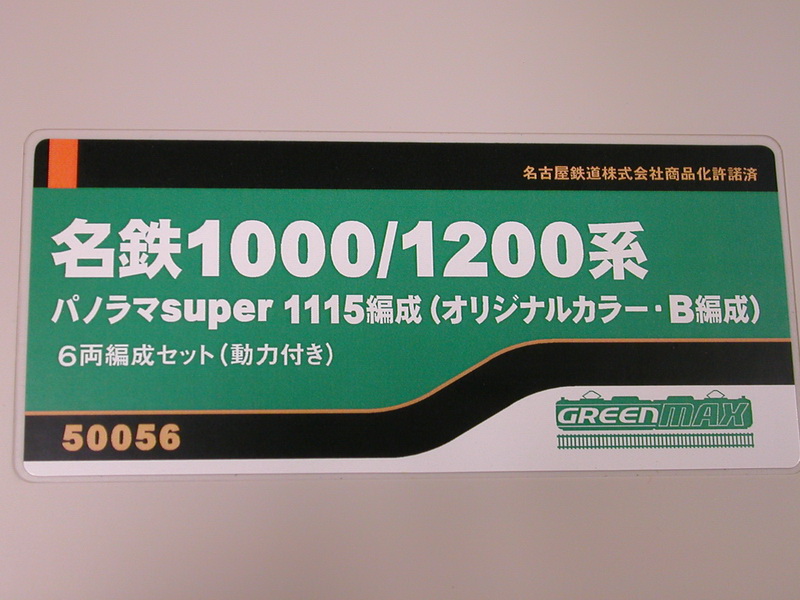 名古屋鉄道株式会社商品化許諾済
名鉄1000/1200系
パノラマsuper 1115編成(オリジナルカラー・B編成)
6両編成セット(動力付き)
50056
GREENMAX